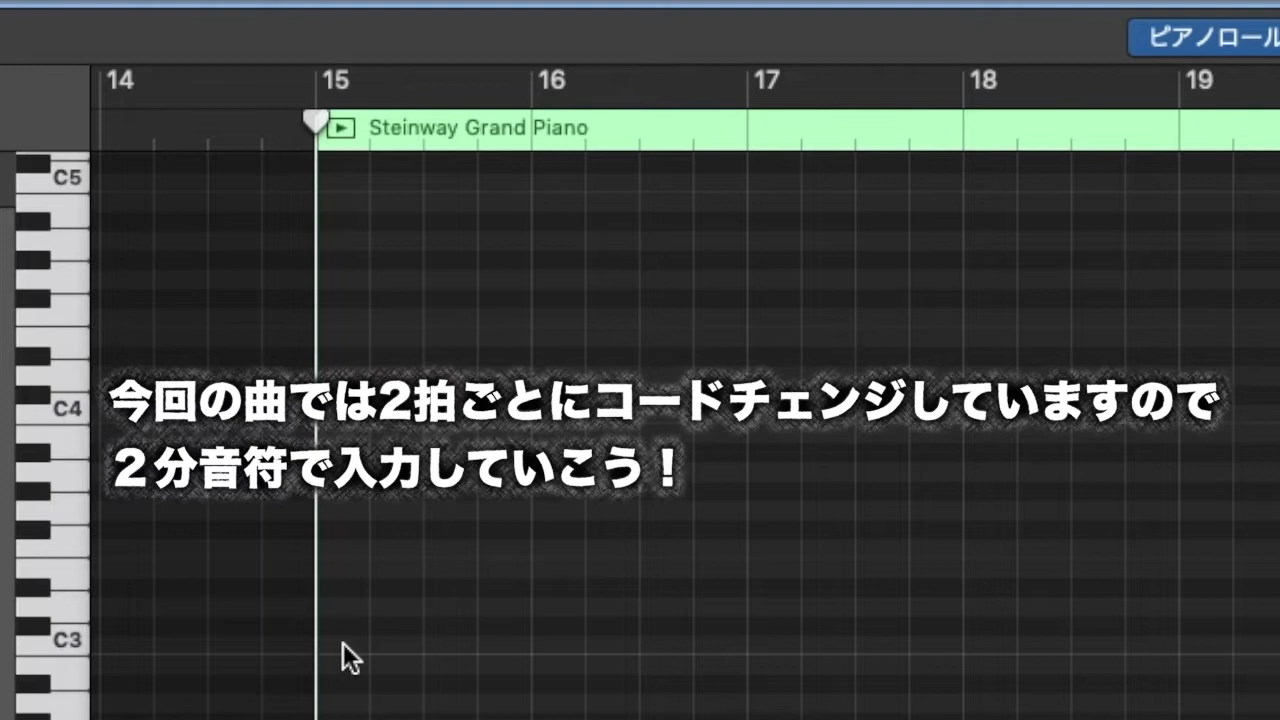 ピアノロール
14 15 16 17 18 19
Steinway Grand Piano
C5
今回の曲では2拍ごとにコードチェンジしていますので
C4
２分音符で入力していこう！
C3